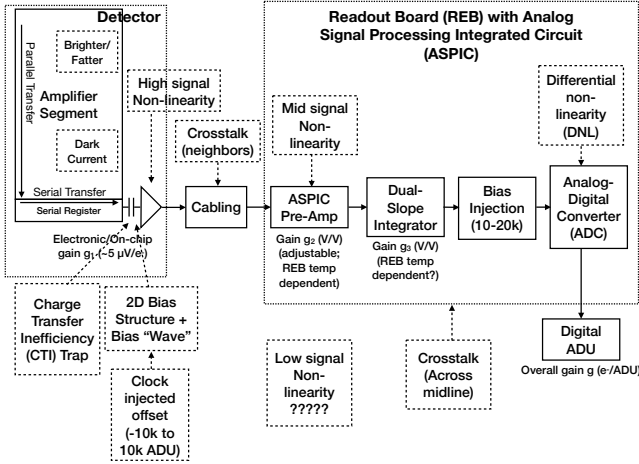 Detector
Parallel Transfer
Brighter/
Fatter
Amplifier
Segment
Dark
Current
Serial Transfer
Serial Register
High signal
Non-linearity
Electronic/On-chip
gain g₁ (~5 µV/e-)
Charge
Transfer
Inefficiency
(CTI) Trap
2D Bias
Structure +
Bias “Wave”
Clock
injected
offset
(-10k to
10k ADU)
Crosstalk
(neighbors)
Cabling
Readout Board (REB) with Analog
Signal Processing Integrated Circuit
(ASPIC)
Mid signal
Non-
linearity
ASPIC
Pre-Amp
Gain g₂ (V/V)
(adjustable;
REB temp
dependent)
Dual-
Slope
Integrator
Gain g₃ (V/V)
(REB temp
dependent?)
Bias
Injection
(10-20k)
Differential
non-
linearity
(DNL)
Analog-
Digital
Converter
(ADC)
Low signal
Non-
linearity
?????
Crosstalk
(Across
midline)
Digital
ADU
Overall gain g (e-/ADU)